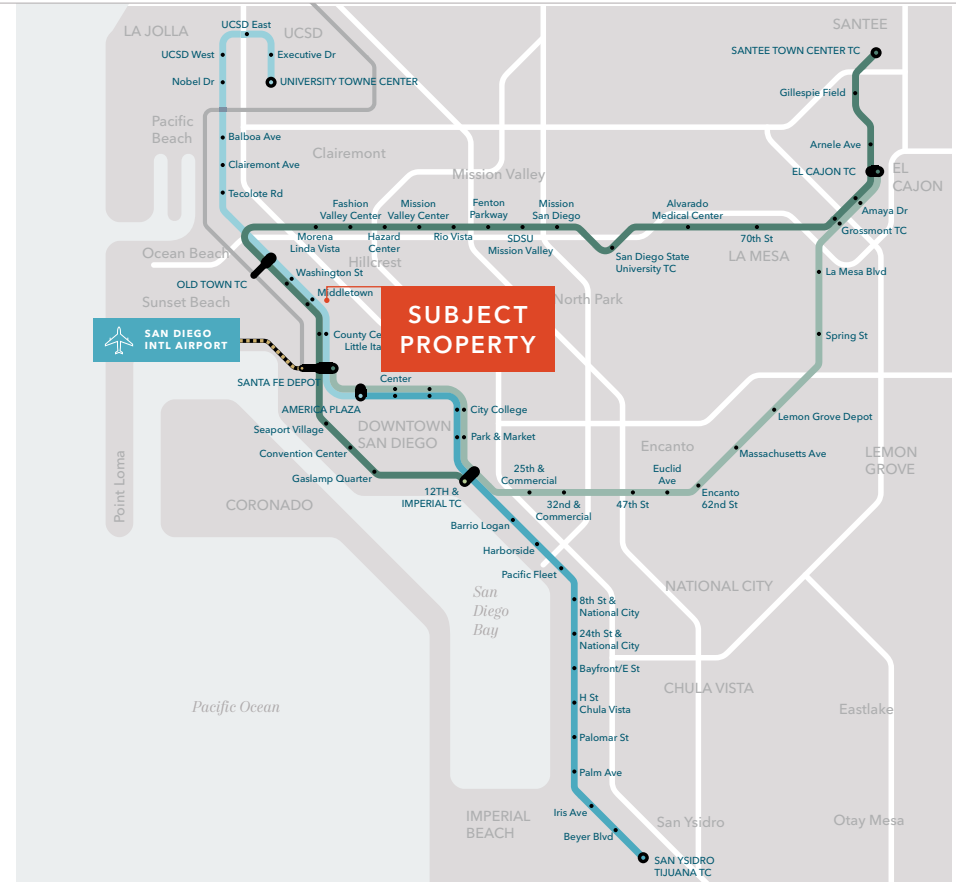 LA JOLLA
UCSD East
UCSD
UCSD West
Executive Dr
Nobel Dr
UNIVERSITY TOWNE CENTER
SANTEE
SANTEE TOWN CENTER TC
Gillespie Field
Pacific
Beach
Balboa Ave
Clairemont
Clairemont Ave
Tecolote Rd
Arnele Ave
EL CAJON TC
EL
CAJON
Mission Valley
Amaya Dr
Grossmont TC
Fashion
Valley Center
Mission
Valley Center
Fenton
Parkway
Mission
San Diego
Alvarado
Medical Center
Morena
Linda Vista
Hazard
Center
Rio Vista
SDSU
Mission Valley
70th St
LA MESA
San Diego State
University TC
Ocean Beach
Hillcrest
Washington St
OLD TOWN TC
La Mesa Blvd
Middletown
Sunset Beach
North Park
SUBJECT
PROPERTY
SAN DIEGO
INTL AIRPORT
County Ce
Little Ita
Spring St
SANTA FE DEPOT
Center
AMERICA PLAZA
City College
DOWNTOWN
SAN DIEGO
Seaport Village
Park & Market
Lemon Grove Depot
Convention Center
Encanto
Massachusetts Ave
LEMON
GROVE
Gaslamp Quarter
25th &
Commercial
Euclid
Ave
Point Loma
CORONADO
12TH &
IMPERIAL TC
32nd &
Commercial
47th St
Encanto
62nd St
Barrio Logan
Harborside
Pacific Fleet
San
Diego
Bay
NATIONAL CITY
8th St &
National City
24th St &
National City
Bayfront/E St
CHULA VISTA
H St
Chula Vista
Eastlake
Pacific Ocean
Palomar St
Palm Ave
IMPERIAL
BEACH
Iris Ave
San Ysidro
Otay Mesa
Beyer Blvd
SAN YSIDRO
TIJUANA TC